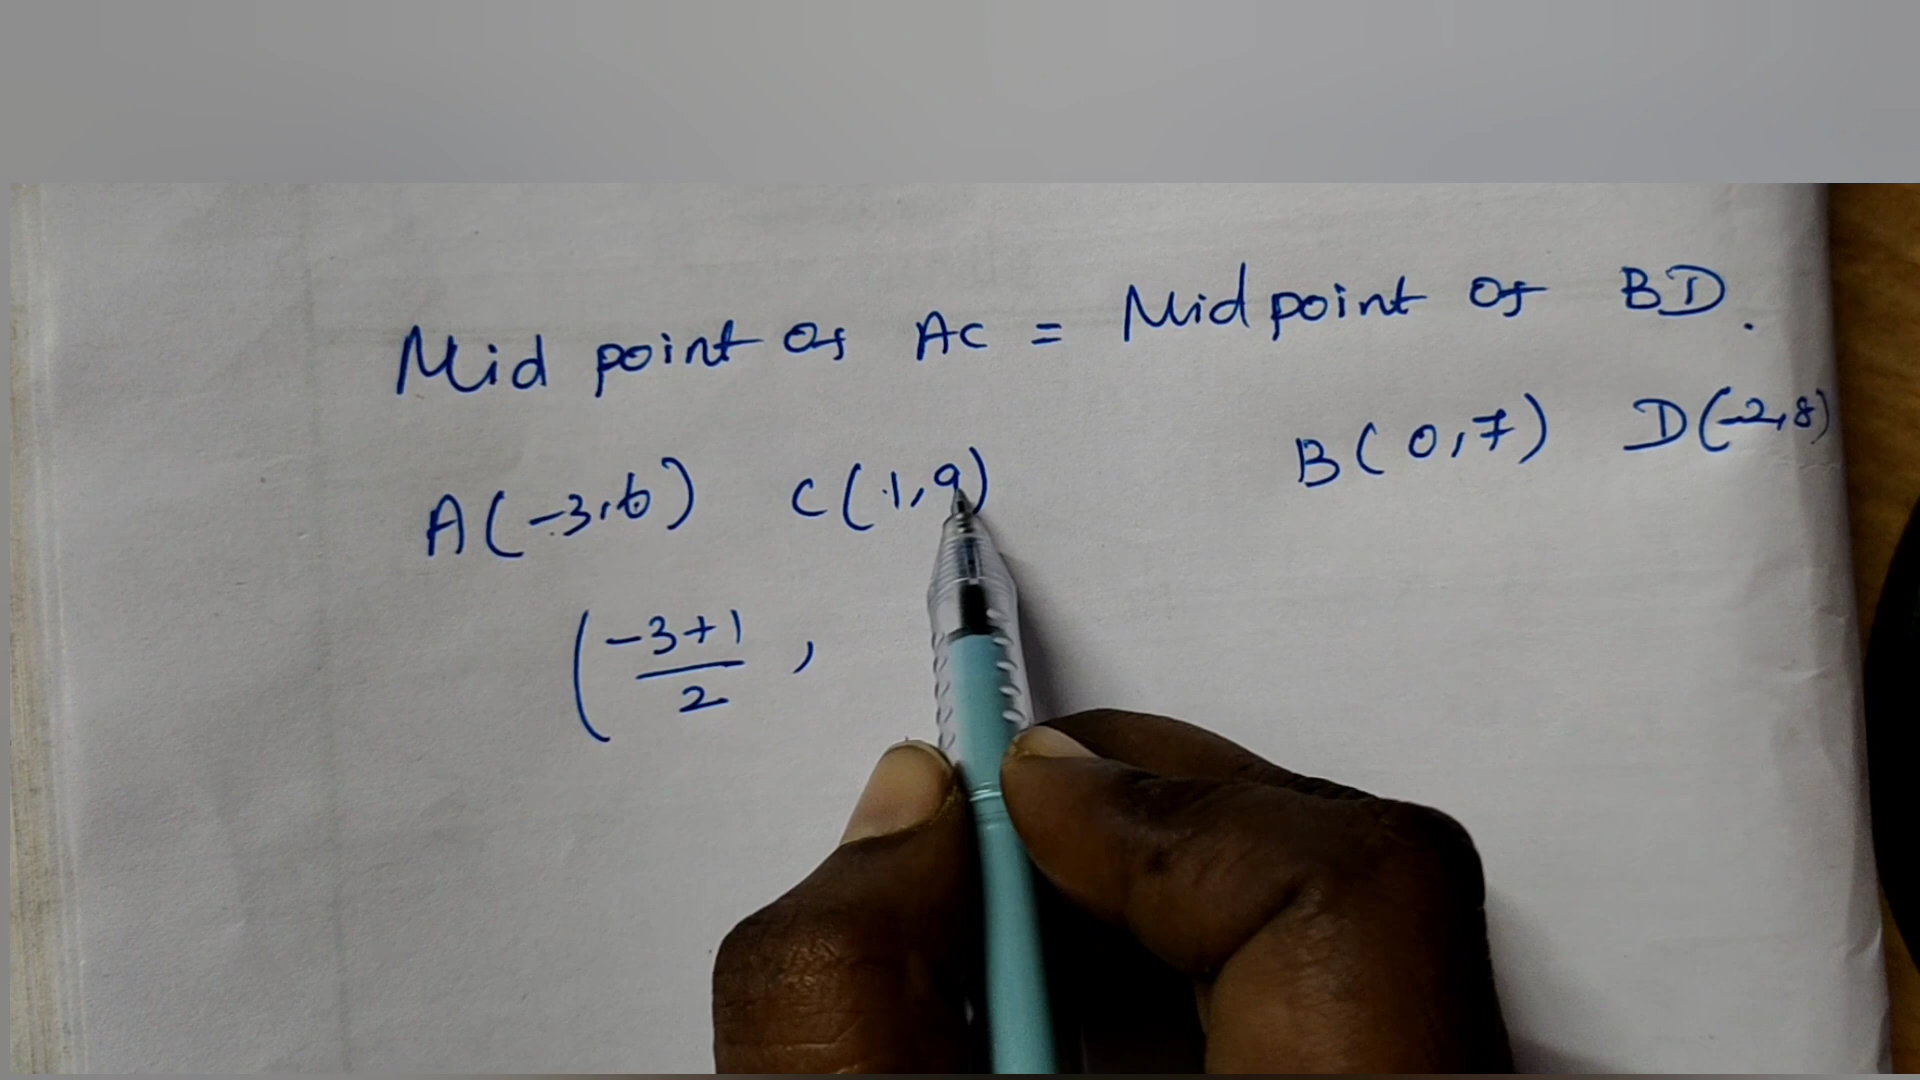 Mid point of AC = Midpoint of BD.
A(-3,6) C(1,9) B(0,7) D(-2,8)
(-3+1/2 ,